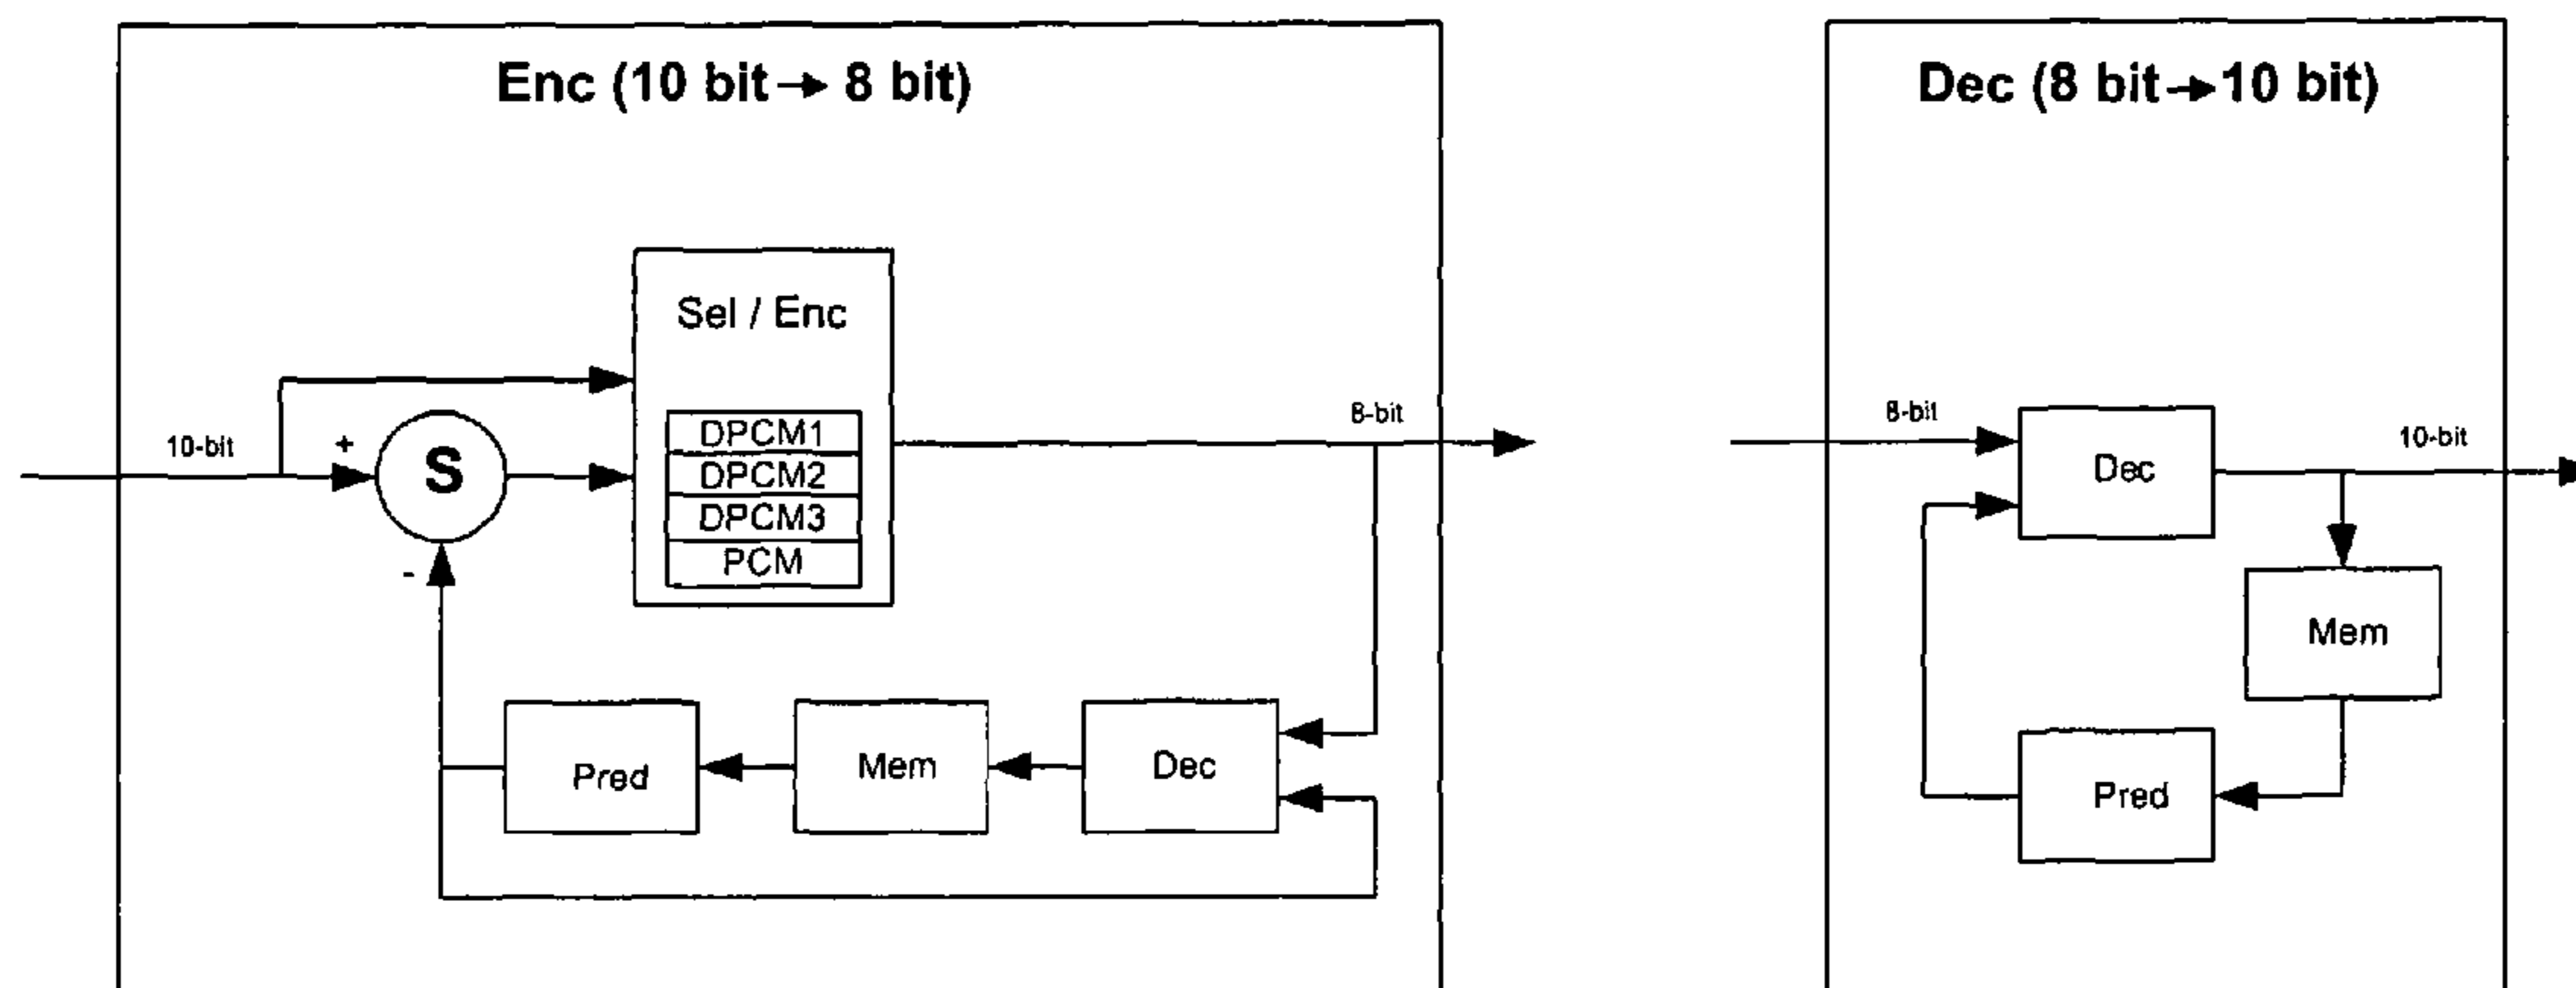 Enc (10 bit → 8 bit)
Sel / Enc
10-bit
+
S
-
DPCM1
DPCM2
DPCM3
PCM
8-bit
Pred
Mem
Dec
Dec (8 bit → 10 bit)
8-bit
Dec
10-bit
Mem
Pred